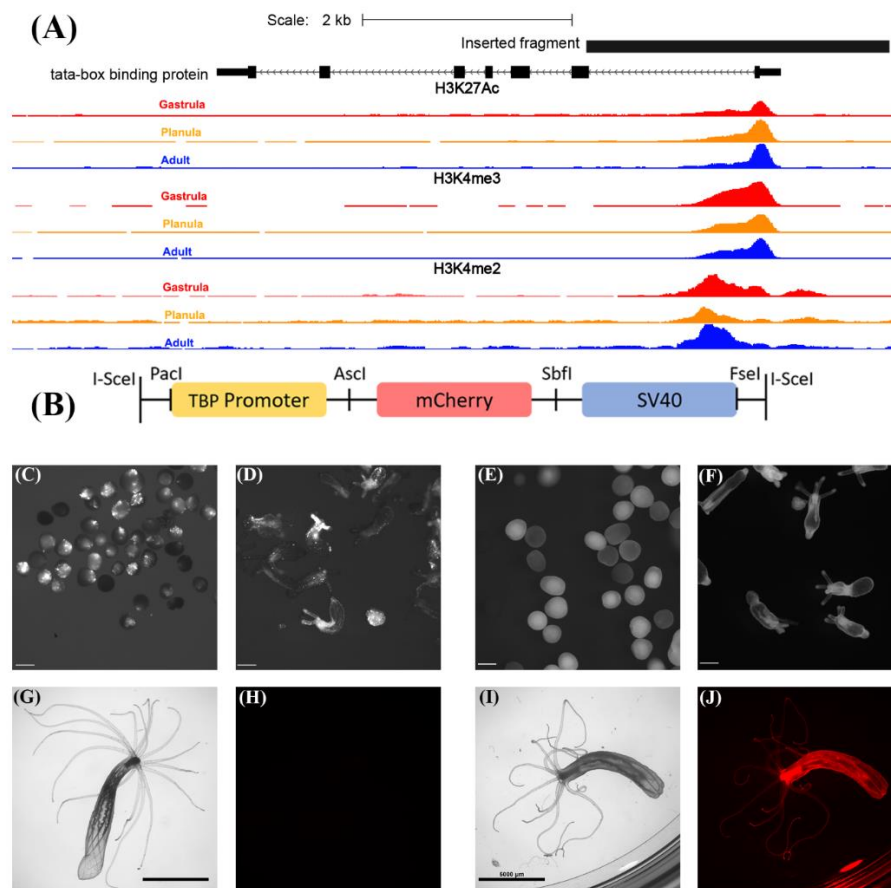 (A)
Scale: 2 kb
Inserted fragment
tata-box binding protein
H3K27Ac
Gastrula
Planula
Adult
H3K4me3
Gastrula
Planula
Adult
H3K4me2
Gastrula
Planula
Adult
(B)
I-SceI PacI AscI SbfI FseI I-SceI
TBP Promoter mCherry SV40
(C) (D) (E) (F)
(G) (H) (I) (J)
5000 µm